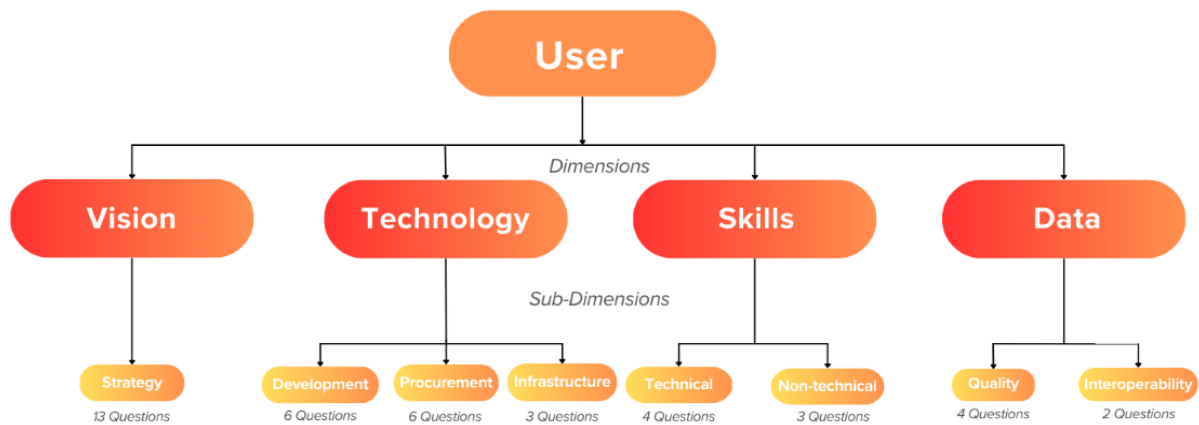 User
Dimensions
Vision
Technology
Skills
Data
Sub-Dimensions
Strategy
Development
Procurement
Infrastructure
Technical
Non-technical
Quality
Interoperability
13 Questions
6 Questions
6 Questions
3 Questions
4 Questions
3 Questions
4 Questions
2 Questions